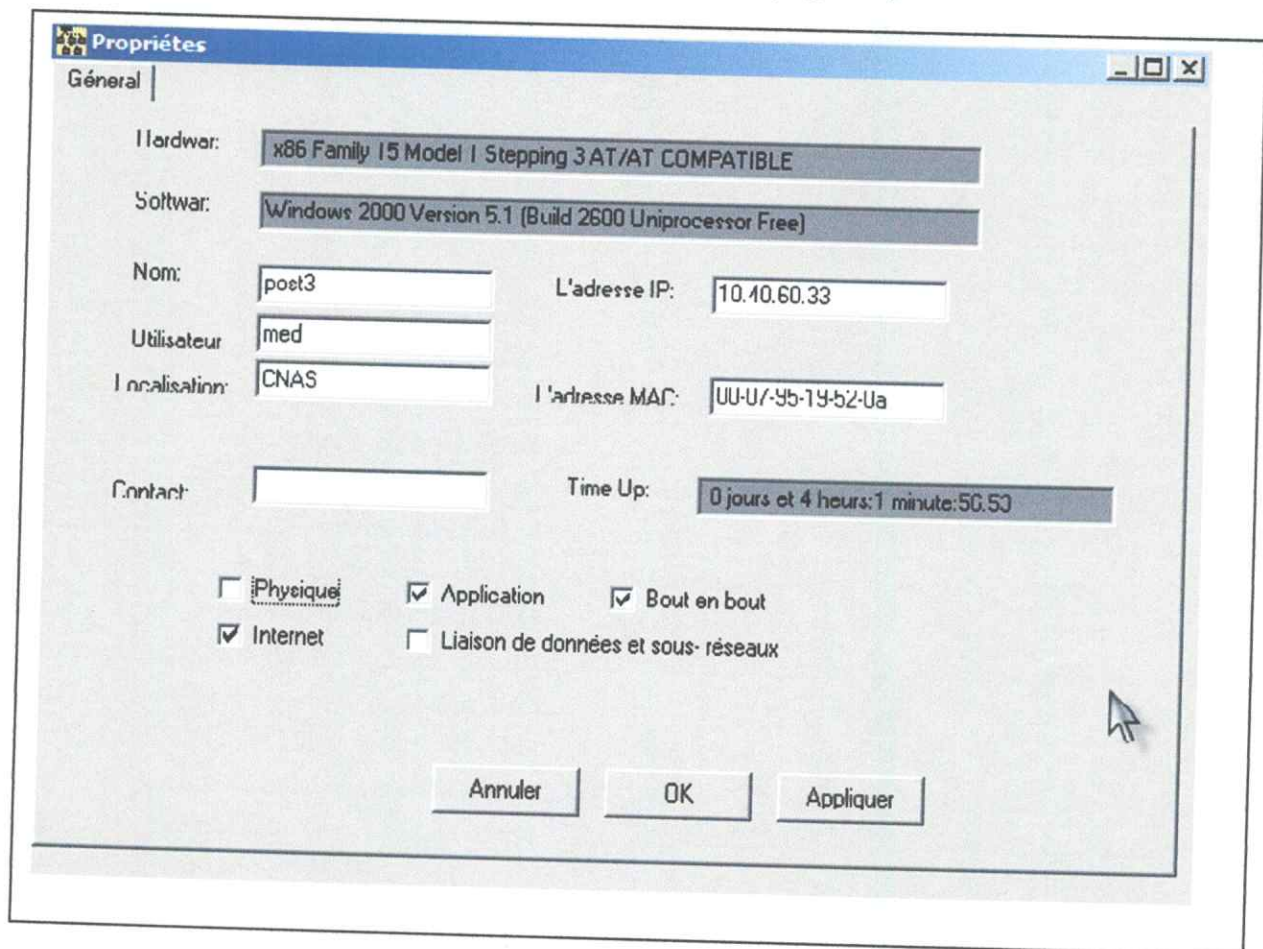 Propriétes
Géneral
Hardwar: x86 Family 15 Model 1 Stepping 3 AT/AT COMPATIBLE
Softwar: Windows 2000 Version 5.1 (Build 2600 Uniprocessor Free)
Nom: post3 L'adresse IP: 10.40.60.33
Utilisateur med
Localisation: CNAS L'adresse MAC: 00-07-95-19-52-0a
Contact: Time Up: 0 jours et 4 heurs:1 minute:
Physique Application Bout en bout
Internet Liaison de données et sous- réseaux
Annuler OK Appliquer